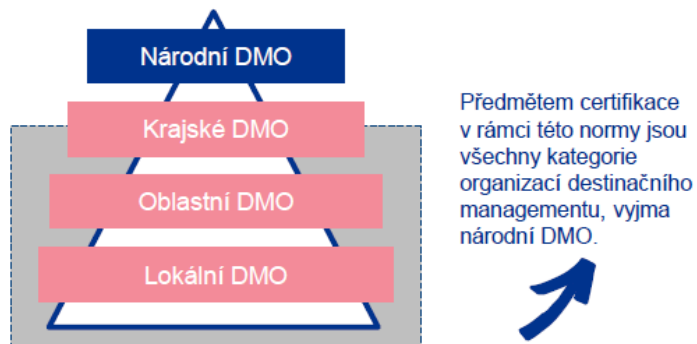 Národní DMO
Krajské DMO
Oblastní DMO
Lokální DMO
Předmětem certifikace
v rámci této normy jsou
všechny kategorie
organizací destinačního
managementu, vyjma
národní DMO.